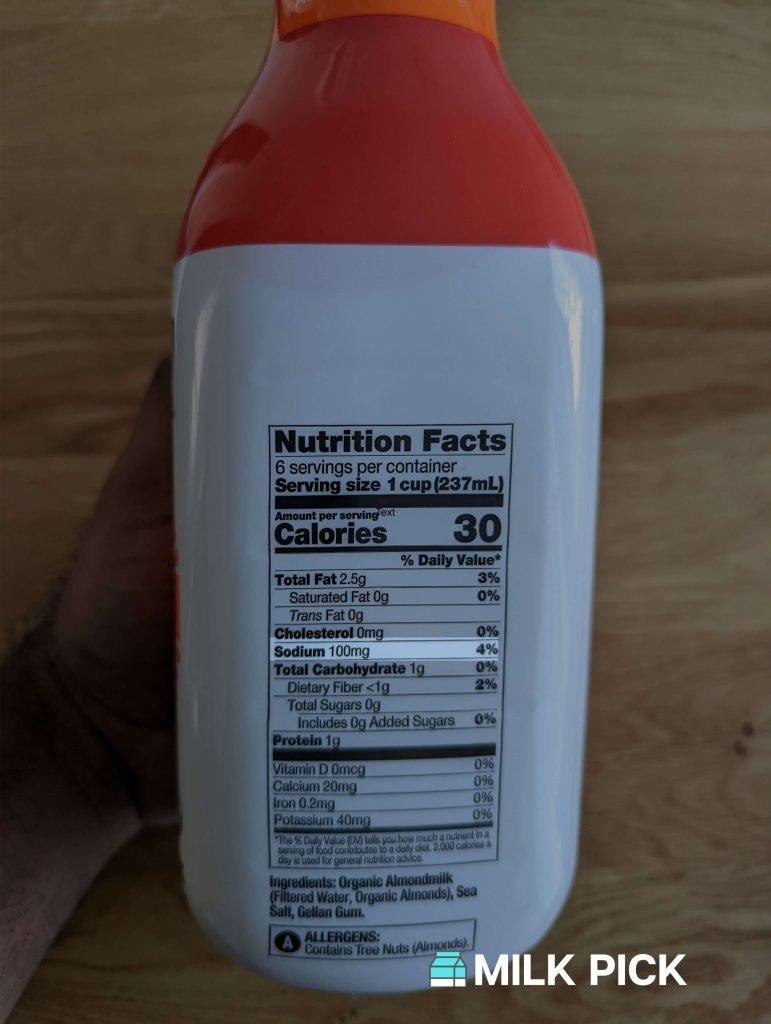 Nutrition Facts
6 servings per container
Serving size 1 cup (237mL)
Amount per serving
Text
Calories 30
% Daily Value*
Total Fat 2.5g 3%
Saturated Fat 0g 0%
Trans Fat 0g
Cholesterol 0mg 0%
Sodium 100mg 4%
Total Carbohydrate 1g 0%
Dietary Fiber <1g 2%
Total Sugars 0g
Includes 0g Added Sugars 0%
Protein 1g
Vitamin D 0mcg 0%
Calcium 20mg 0%
Iron 0.2mg 0%
Potassium 40mg 0%
*The % Daily Value (DV) tells you how much a nutrient in a
serving of food contributes to a daily diet. 2,000 calories a
day is used for general nutrition advice.
Ingredients: Organic Almondmilk
(Filtered Water, Organic Almonds), Sea
Salt, Gellan Gum.
A ALLERGENS:
Contains Tree Nuts (Almonds).
MILK PICK